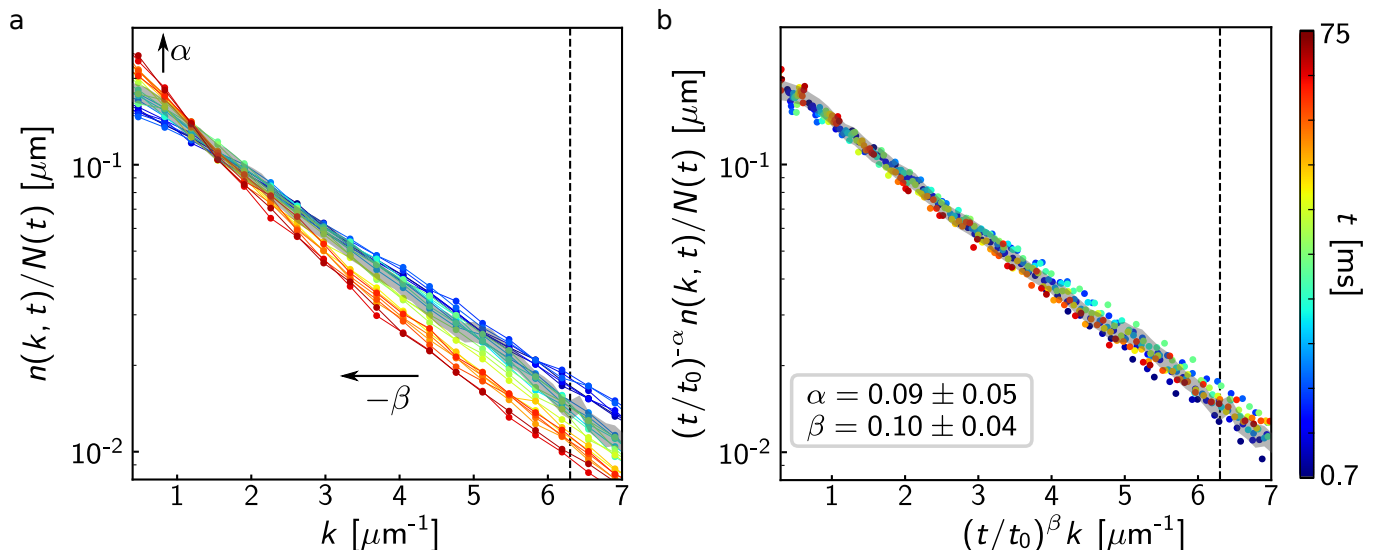 a
α
−β
10⁻¹
10⁻²
n(k, t)/N(t) [μm]
1 2 3 4 5 6 7
k [μm⁻¹]
b
10⁻¹
10⁻²
(t/t₀)⁻ᵅ n(k, t)/N(t) [μm]
α = 0.09 ± 0.05
β = 0.10 ± 0.04
1 2 3 4 5 6 7
(t/t₀)ᵝ k [μm⁻¹]
75
t [ms]
0.7